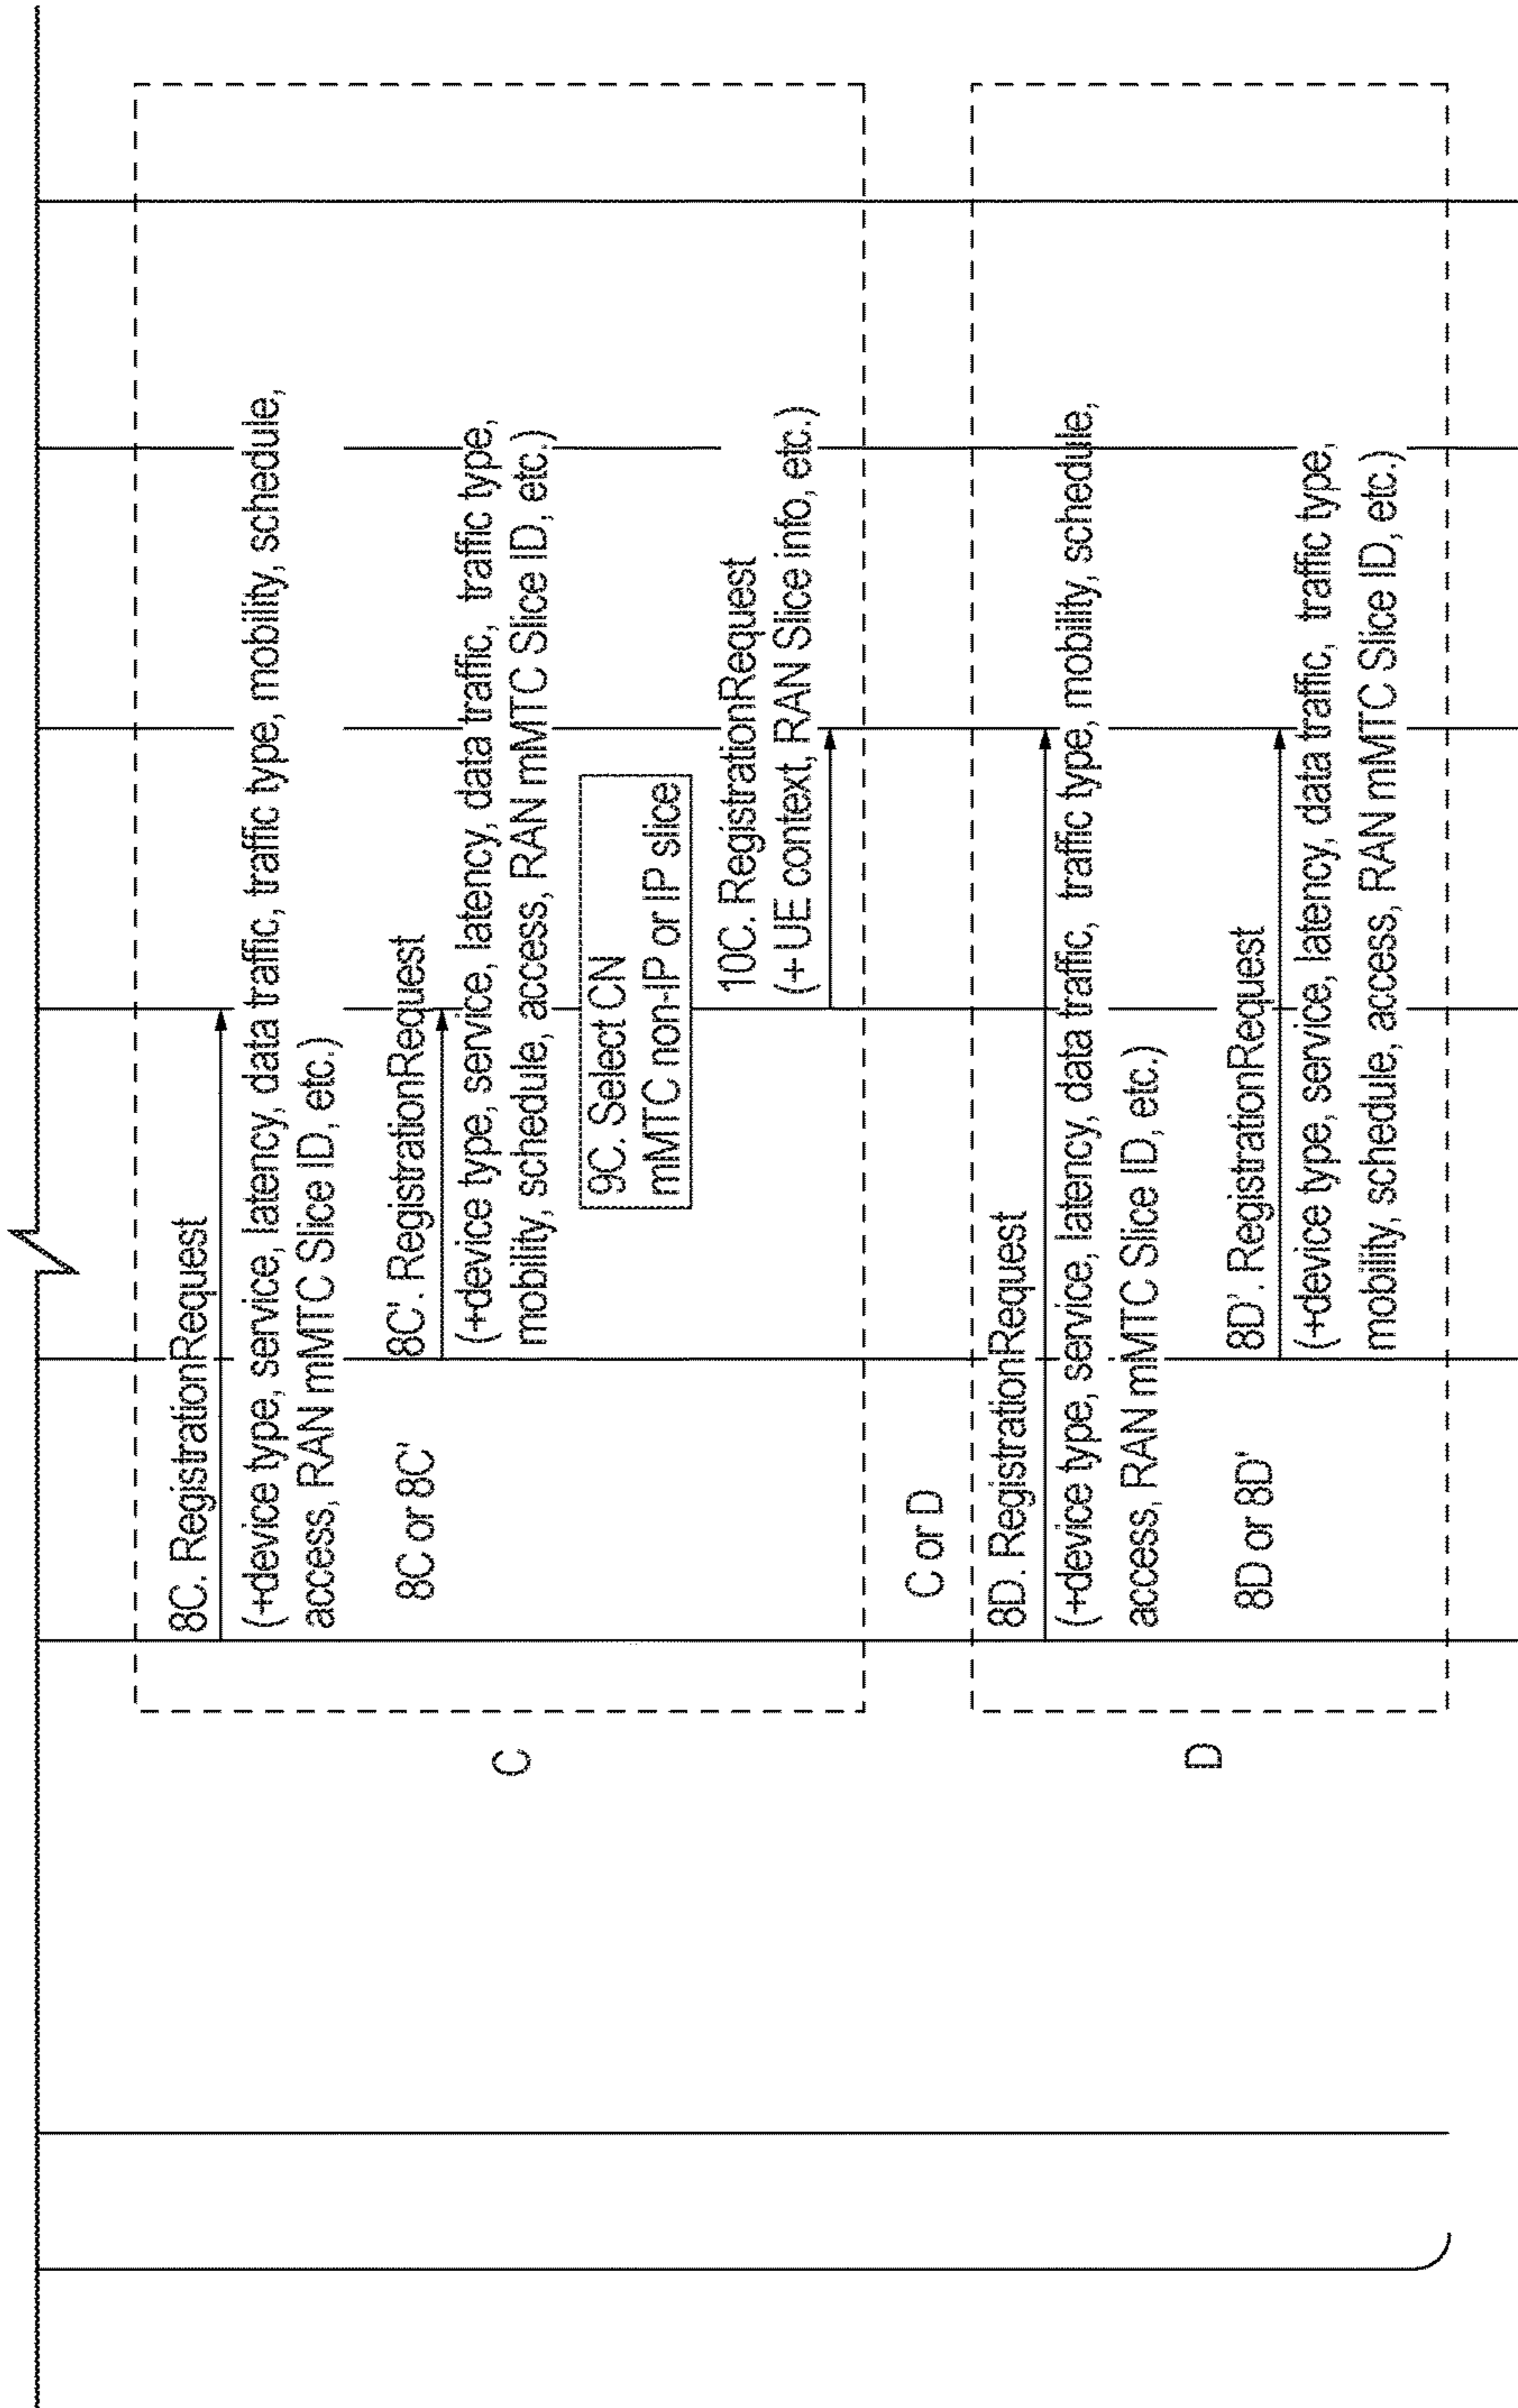 8C. RegistrationRequest
(+device type, service, latency, data traffic, traffic type, mobility, schedule,
access, RAN mMTC Slice ID, etc.)
8C or 8C'
8C'. RegistrationRequest
(+device type, service, latency, data traffic, traffic type,
mobility, schedule, access, RAN mMTC Slice ID, etc.)
C
9C. Select CN
mMTC non-IP or IP slice
10C. RegistrationRequest
(+ UE context, RAN Slice info, etc.)
C or D
8D. RegistrationRequest
(+device type, service, latency, data traffic, traffic type, mobility, schedule,
access, RAN mMTC Slice ID, etc.)
D
8D or 8D'
8D'. RegistrationRequest
(+device type, service, latency, data traffic, traffic type,
mobility, schedule, access, RAN mMTC Slice ID, etc.)